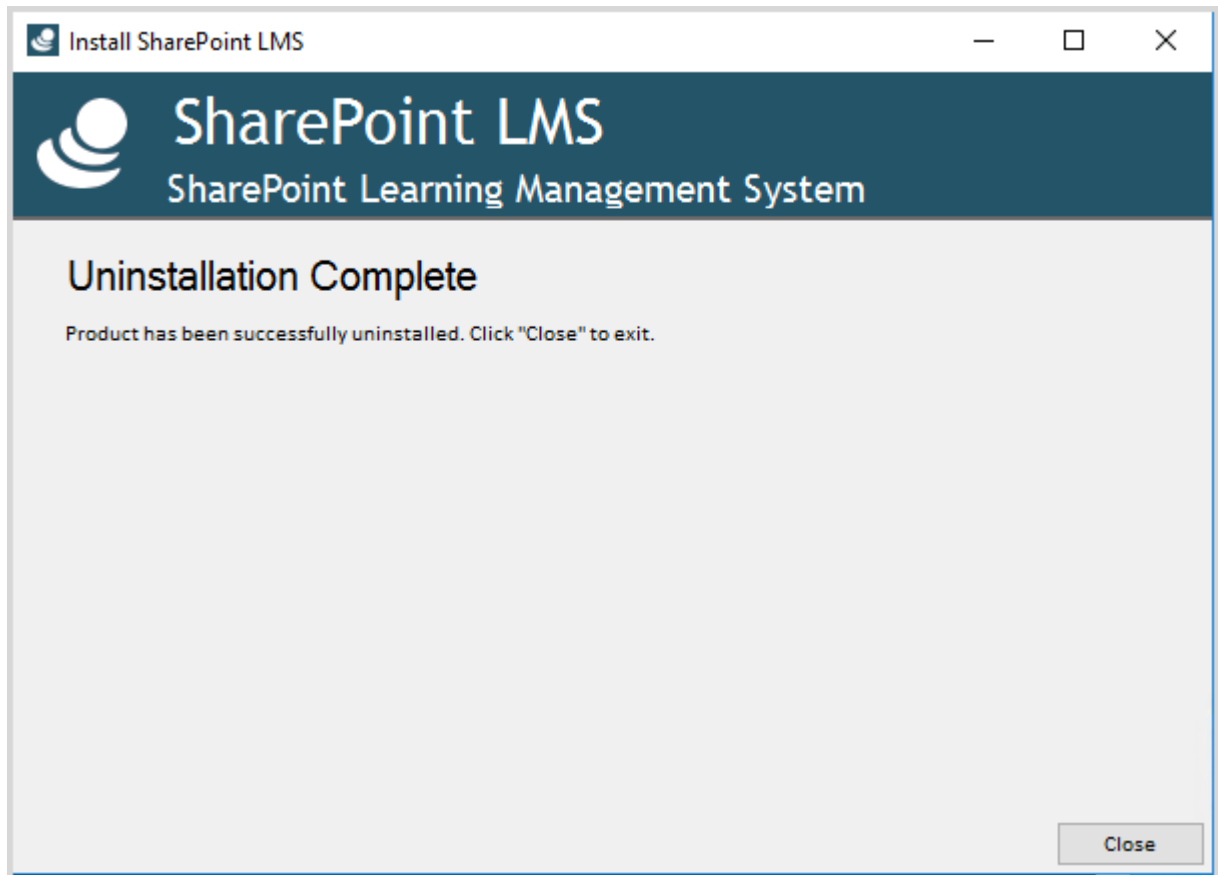 Install SharePoint LMS
SharePoint LMS
SharePoint Learning Management System
Uninstallation Complete
Product has been successfully uninstalled. Click "Close" to exit.
Close